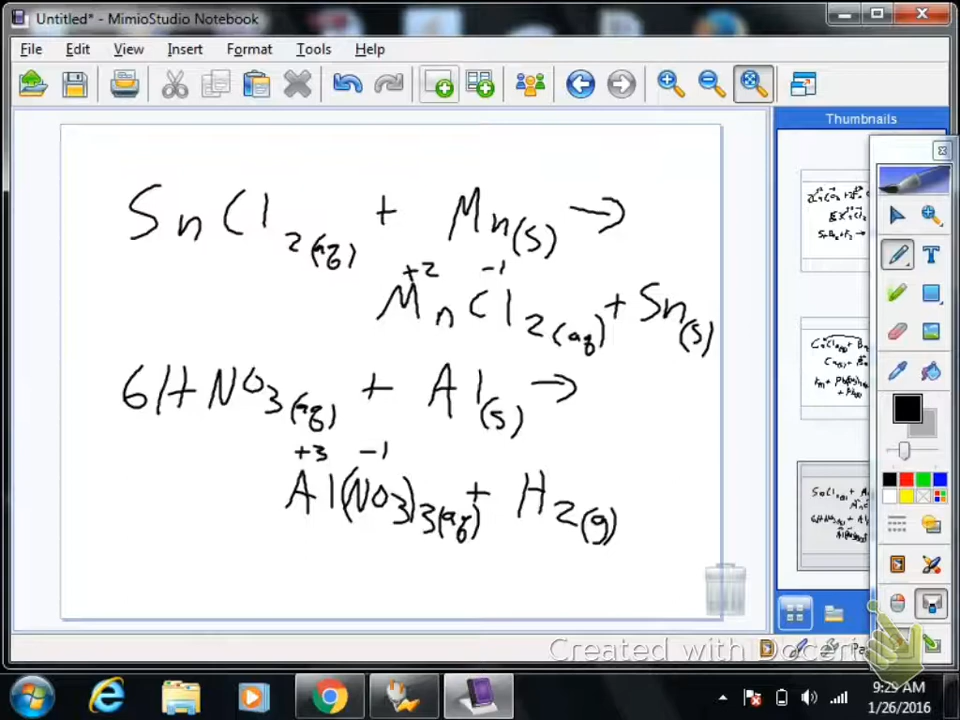 Untitled* - MimioStudio Notebook
File Edit View Insert Format Tools Help
Thumbnails
SnCl2(aq) + Mn(s) →
+2 -1
MnCl2(aq) + Sn(s)
6HNO3(aq) + Al(s) →
+3 -1
Al(NO3)3(aq) + H2(g)
Created with Doceri
9:29 AM
1/26/2016